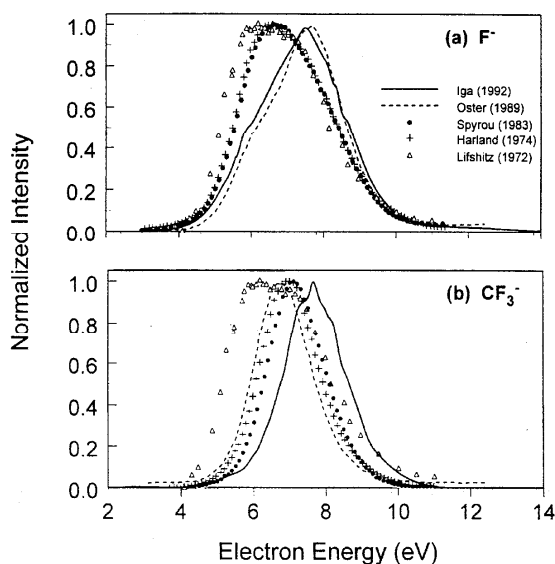 (a) F⁻
Iga (1992)
Oster (1989)
Spyrou (1983)
Harland (1974)
Lifshitz (1972)
1.0
0.8
0.6
0.4
0.2
0.0
Normalized Intensity
(b) CF₃⁻
1.0
0.8
0.6
0.4
0.2
0.0
2 4 6 8 10 12 14
Electron Energy (eV)